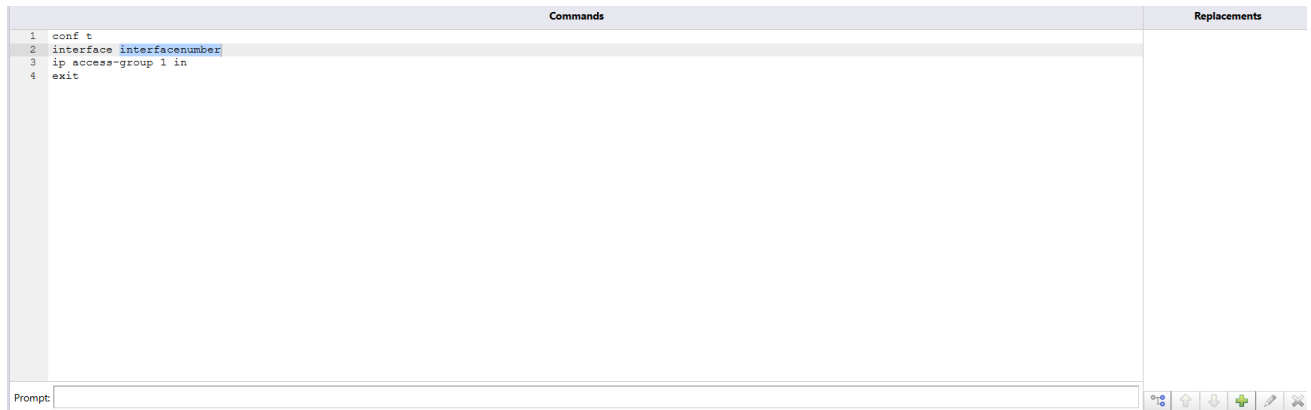 Commands
Replacements
1 conf t
2 interface interfacenumber
3 ip access-group 1 in
4 exit
Prompt: